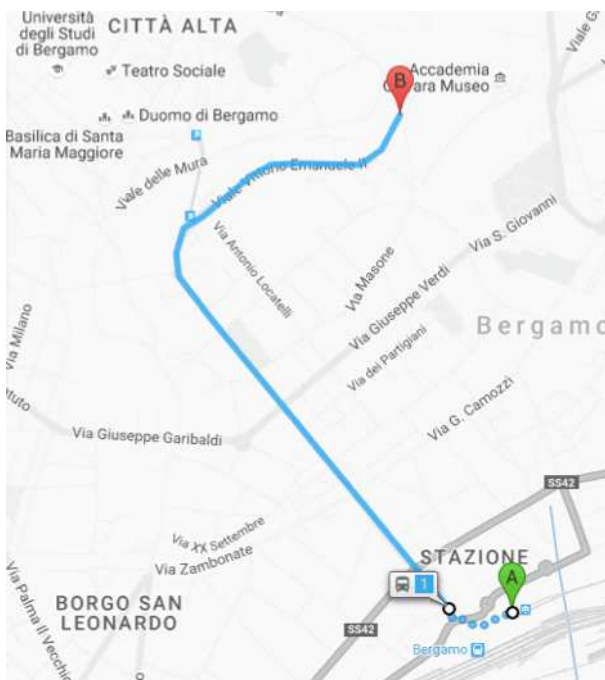 Università
degli Studi
di Bergamo
CITTÀ ALTA
Teatro Sociale
Duomo di Bergamo
Basilica di Santa
Maria Maggiore
B
Accademia
Museo
Viale delle Mura
Viale Vittorio Emanuele II
Via Antonio Locatelli
Via Masone
Via S. Giovanni
Via Giuseppe Verdi
Bergamo
Via Milano
Via dei Partigiani
Via G. Camozzi
Via Giuseppe Garibaldi
SS42
Via XX Settembre
Via Zambonate
STAZIONE
1
A
BORGO SAN
LEONARDO
Via Palma Il Vecchio
SS42
Bergamo